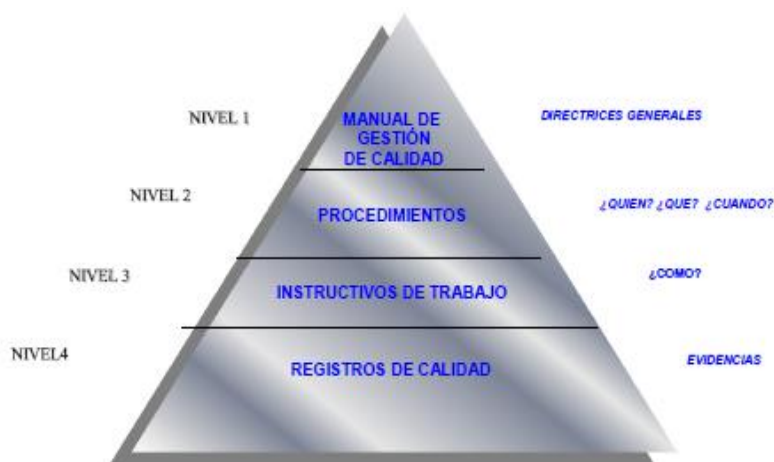 NIVEL 1
MANUAL DE
GESTIÓN
DE CALIDAD
DIRECTRICES GENERALES
NIVEL 2
PROCEDIMIENTOS
¿QUIEN? ¿QUE? ¿CUANDO?
NIVEL 3
INSTRUCTIVOS DE TRABAJO
¿COMO?
NIVEL4
REGISTROS DE CALIDAD
EVIDENCIAS